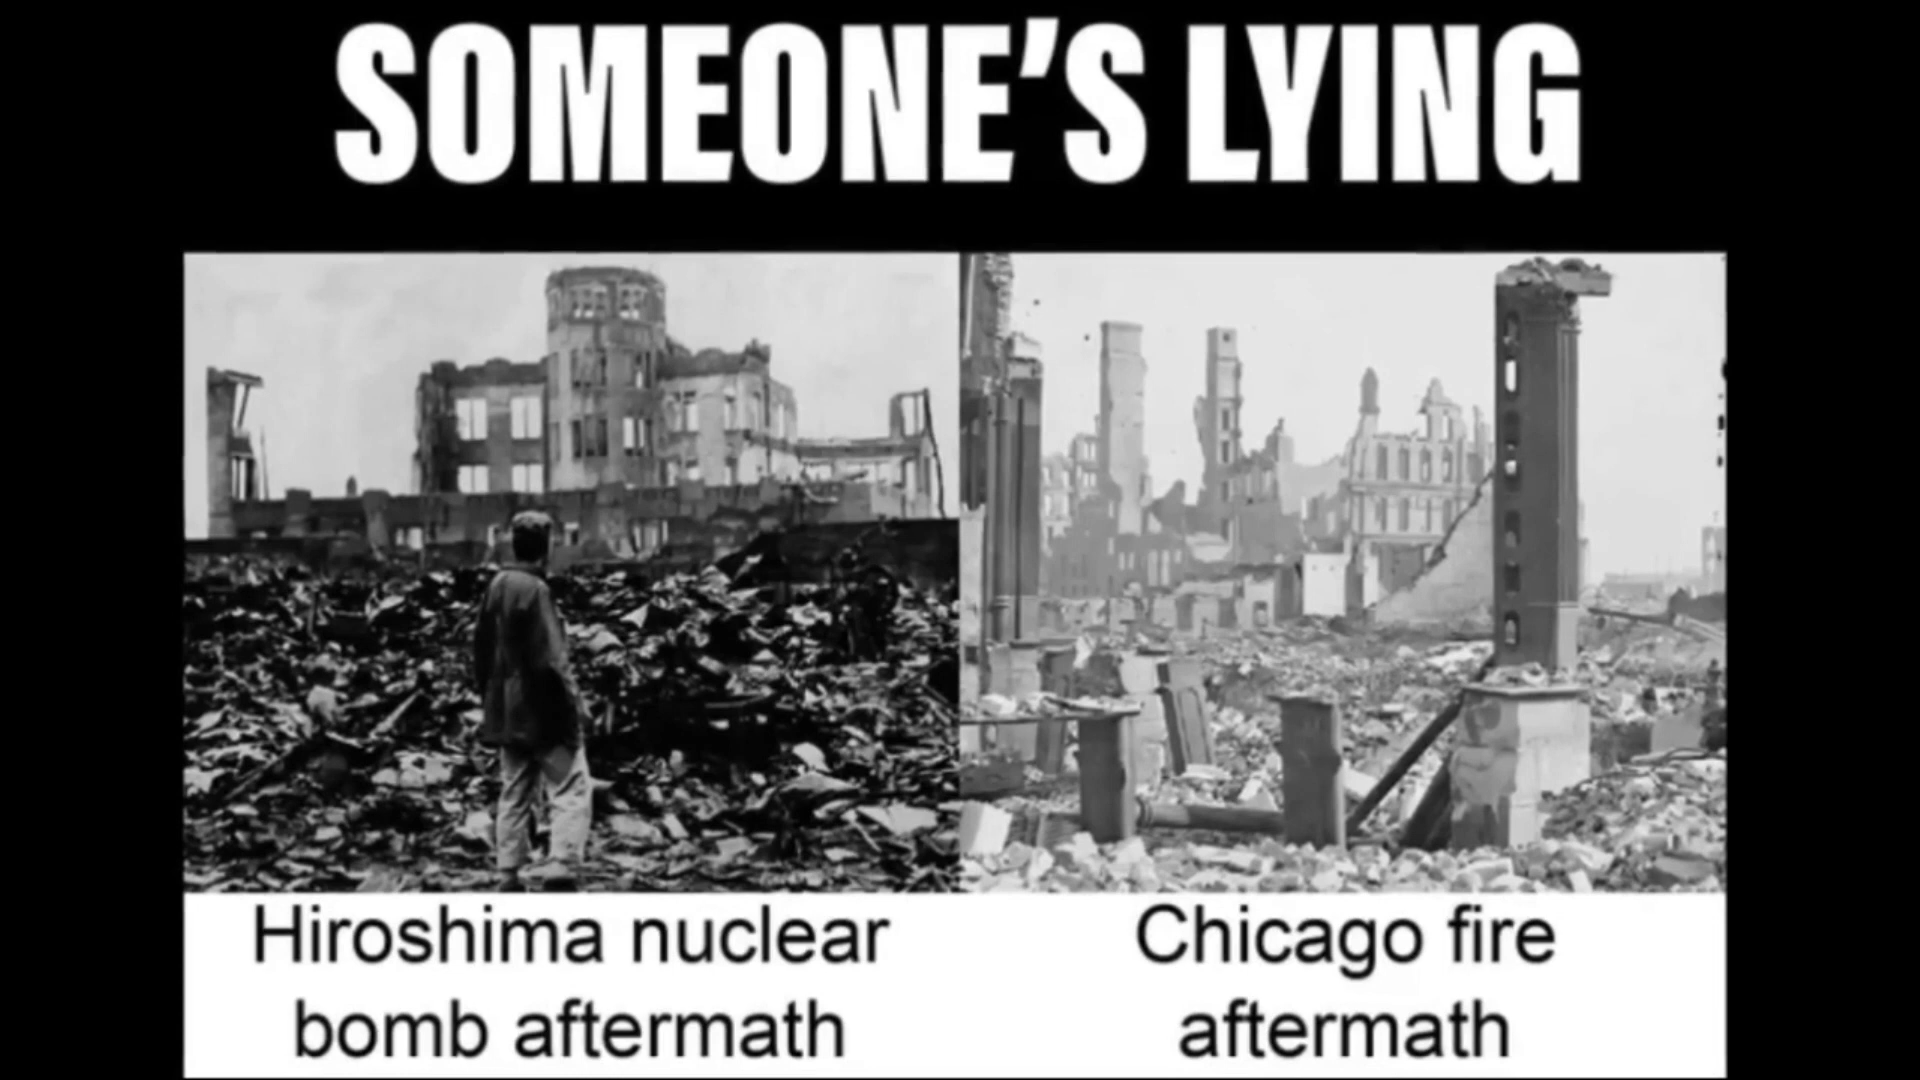 SOMEONE'S LYING
Hiroshima nuclear
bomb aftermath
Chicago fire
aftermath